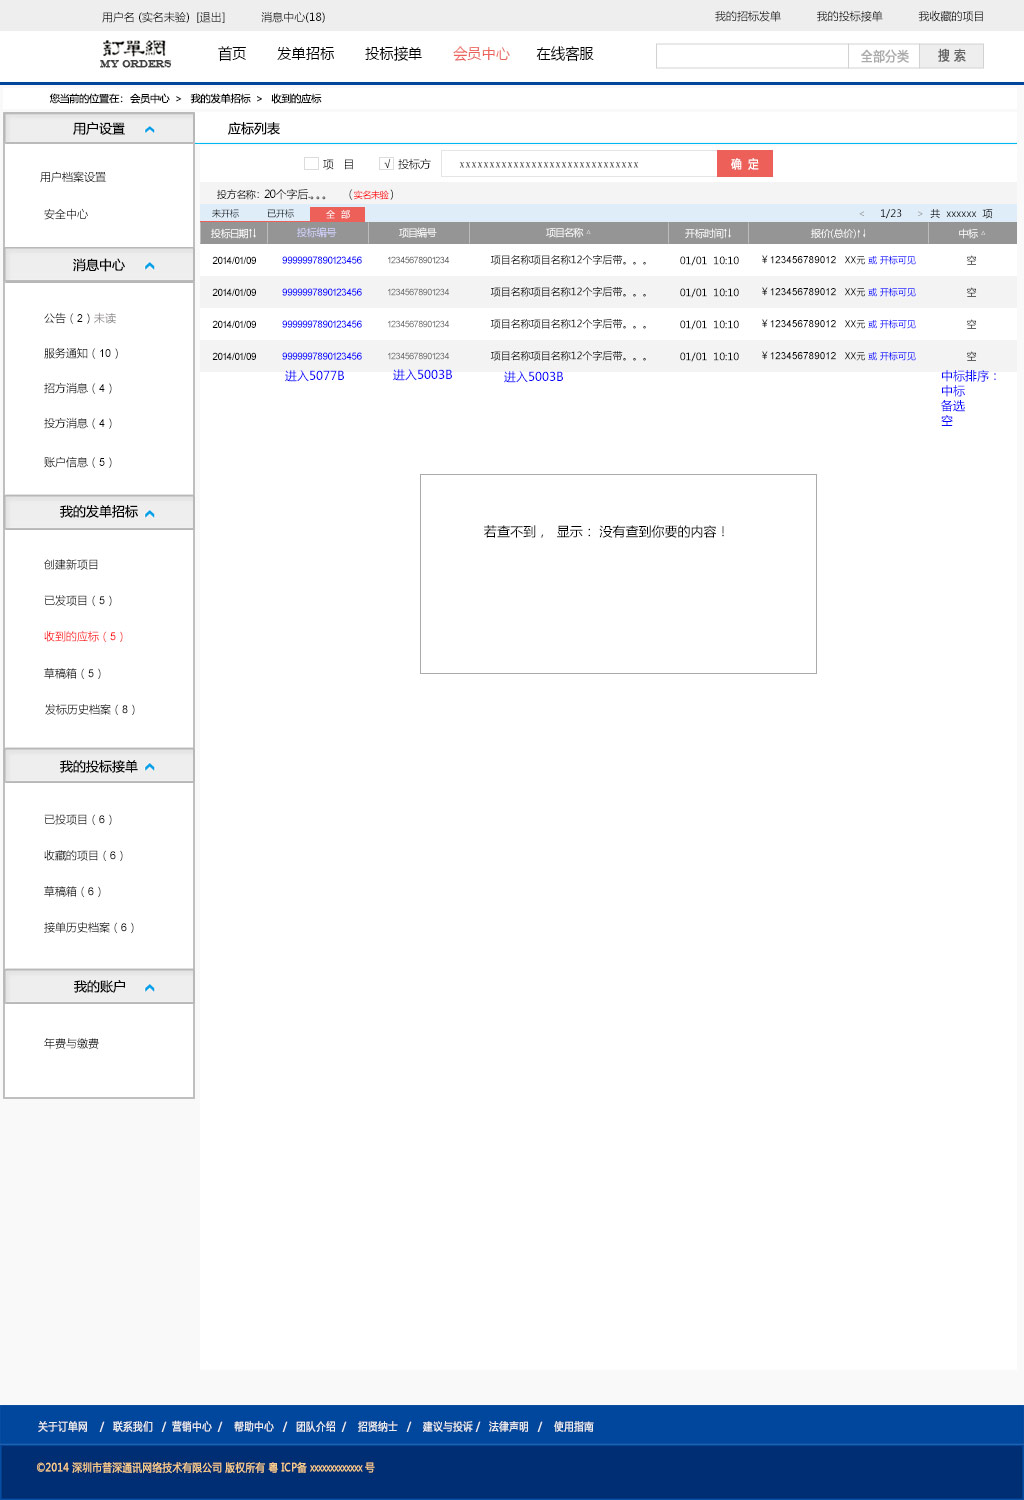 用户名 (实名未验) [退出] 消息中心(18) 我的招标发单 我的投标接单 我收藏的项目
訂單網
MY ORDERS
首页 发单招标 投标接单 会员中心 在线客服 全部分类 搜 索
您当前的位置在： 会员中心 > 我的发单招标 > 收到的应标
用户设置
用户档案设置
安全中心
消息中心
公告（2）未读
服务通知（10）
招方消息（4）
投方消息（4）
账户信息（5）
我的发单招标
创建新项目
已发项目（5）
收到的应标（5）
草稿箱（5）
发标历史档案（8）
我的投标接单
已投项目（6）
收藏的项目（6）
草稿箱（6）
接单历史档案（6）
我的账户
年费与缴费
应标列表
项 目 √ 投标方 xxxxxxxxxxxxxxxxxxxxxxxxxxxxxx 确 定
投方名称：20个字后。。。 （实名未验）
未开标 已开标 全 部 < 1/23 > 共 xxxxxx 项
投标日期↑↓ 投标编号 项目编号 项目名称 ^ 开标时间↑↓ 报价(总价)↑↓ 中标 ^
2014/01/09 9999997890123456 12345678901234 项目名称项目名称12个字后带。。。 01/01 10:10 ¥ 123456789012 XX元 或 开标可见 空
2014/01/09 9999997890123456 12345678901234 项目名称项目名称12个字后带。。。 01/01 10:10 ¥ 123456789012 XX元 或 开标可见 空
2014/01/09 9999997890123456 12345678901234 项目名称项目名称12个字后带。。。 01/01 10:10 ¥ 123456789012 XX元 或 开标可见 空
2014/01/09 9999997890123456 12345678901234 项目名称项目名称12个字后带。。。 01/01 10:10 ¥ 123456789012 XX元 或 开标可见 空
进入5077B 进入5003B 进入5003B 中标排序：
中标
备选
空
若查不到， 显示： 没有查到你要的内容！
关于订单网 / 联系我们 / 营销中心 / 帮助中心 / 团队介绍 / 招贤纳士 / 建议与投诉 / 法律声明 / 使用指南
©2014 深圳市普深通讯网络技术有限公司 版权所有 粤 ICP备 xxxxxxxxxxxx 号